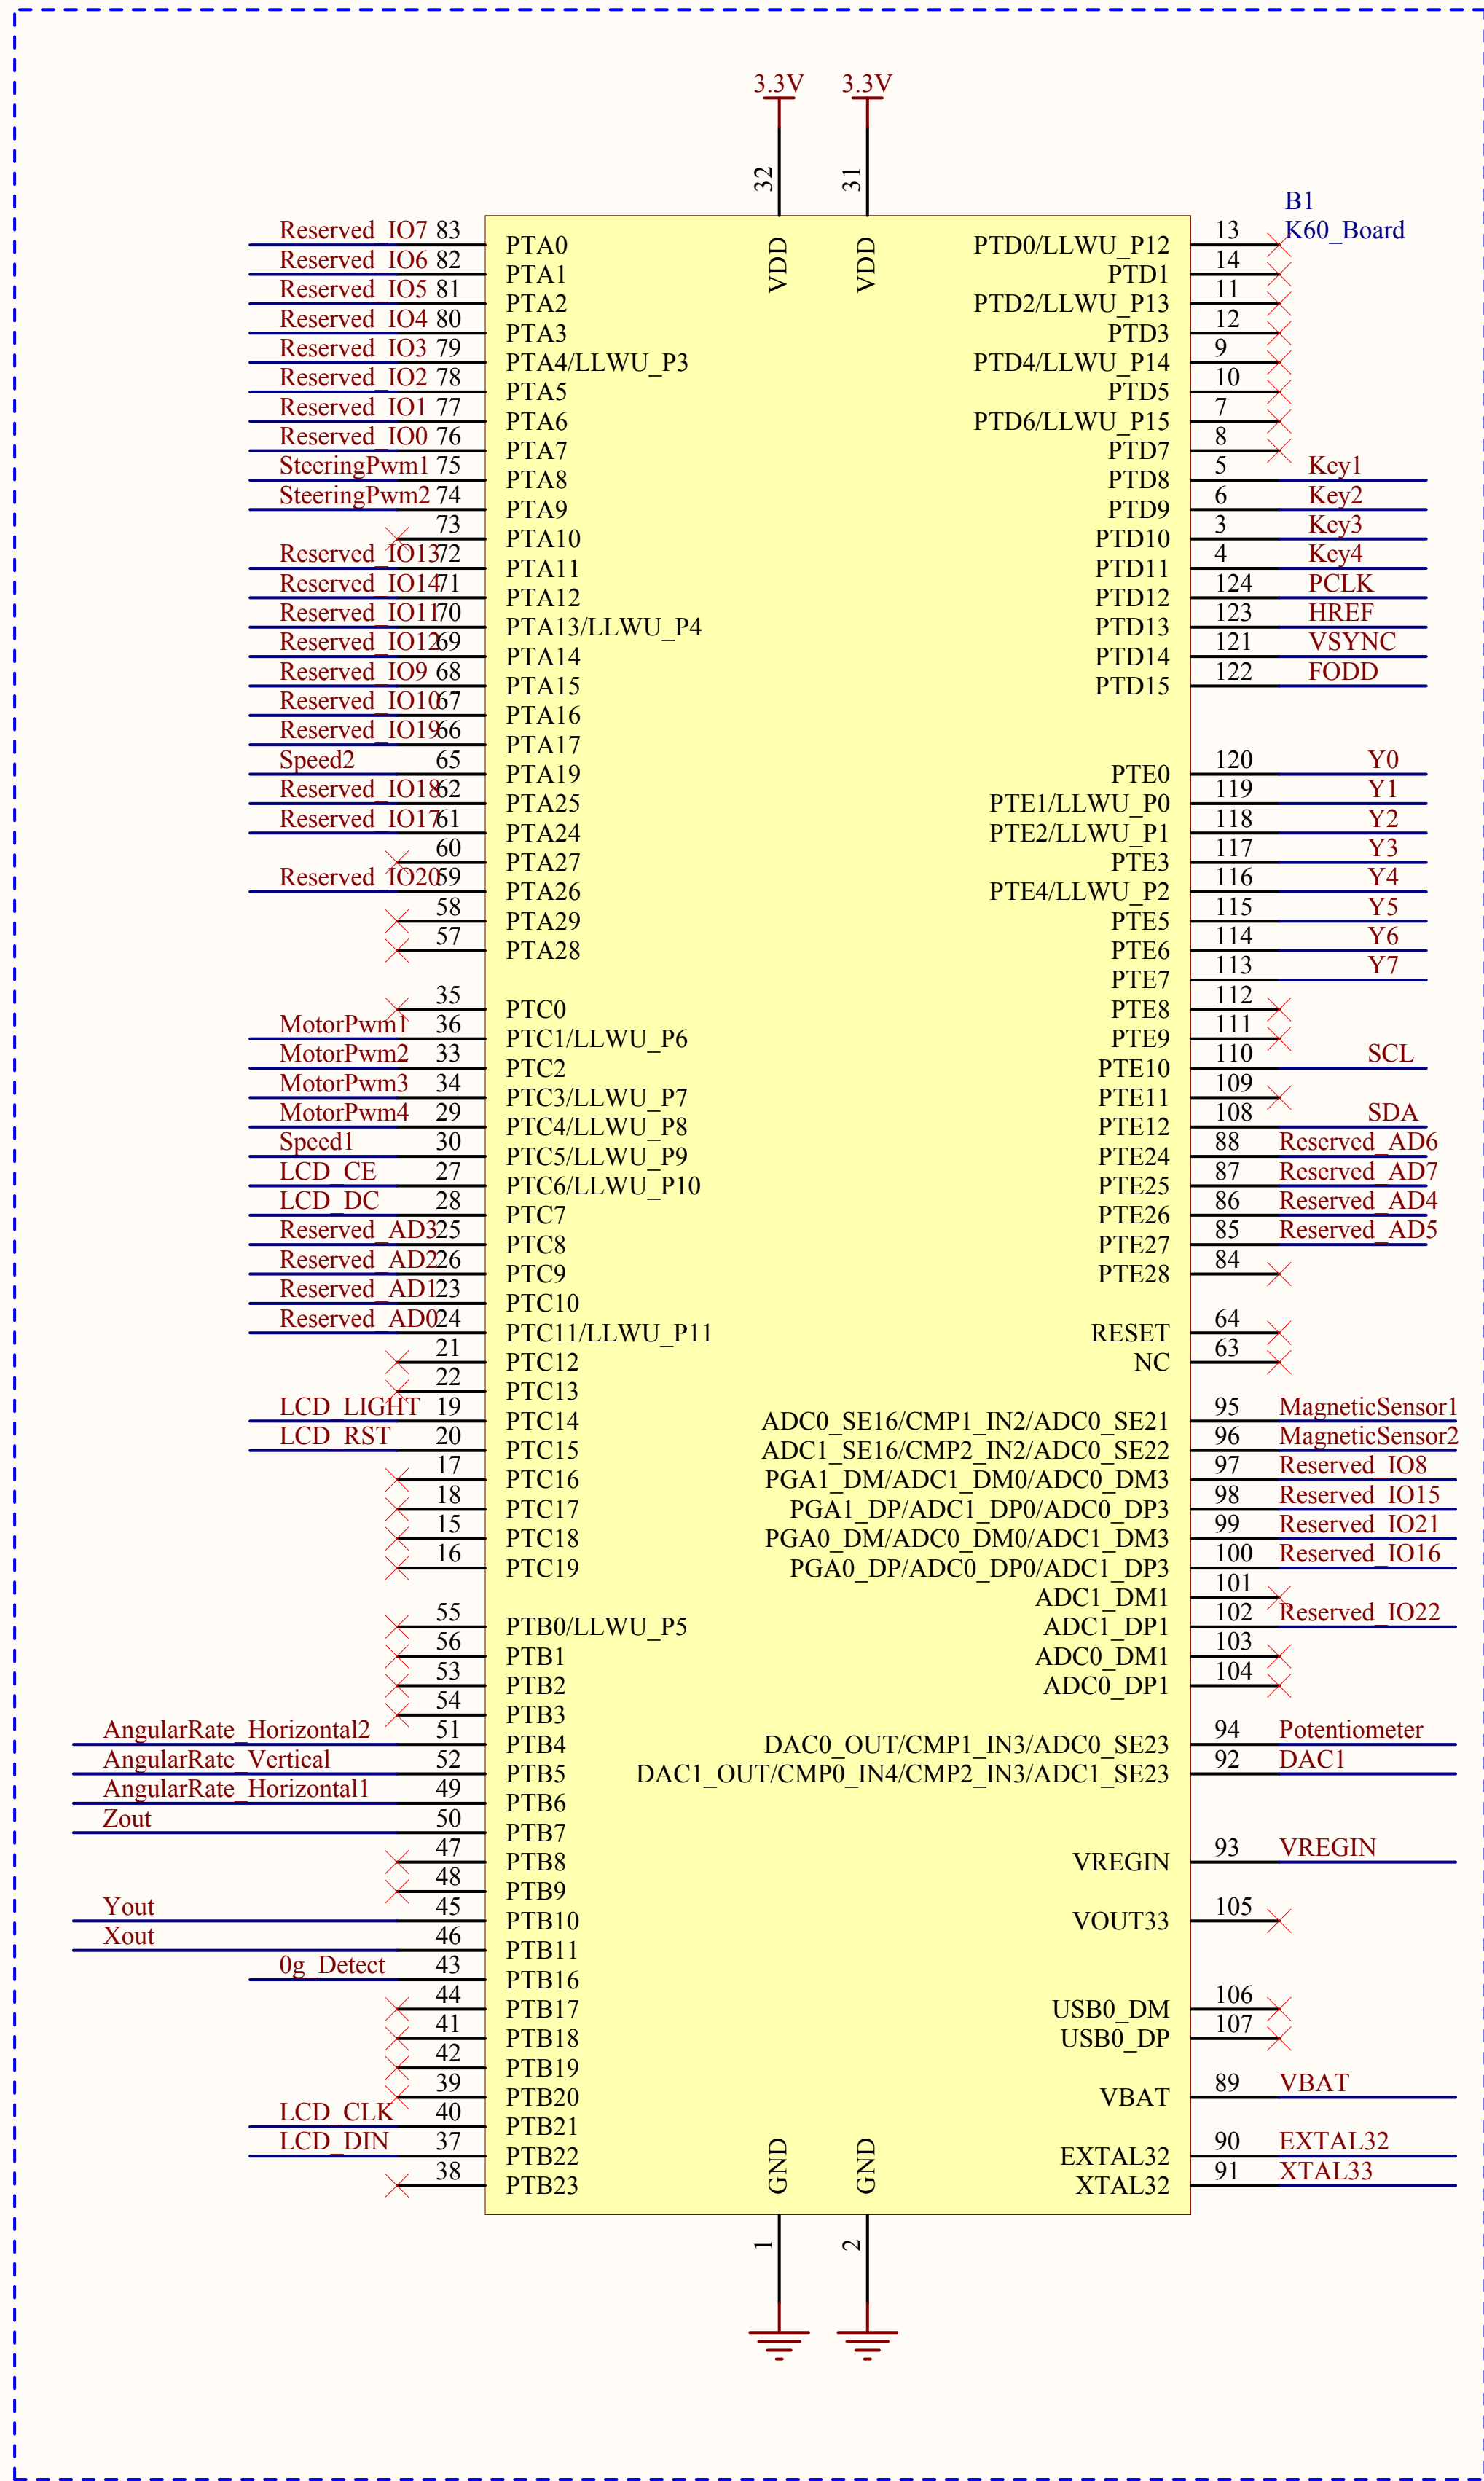 3.3V 3.3V
32 31
B1
K60_Board
VDD VDD
Reserved_IO7 83 PTA0 PTD0/LLWU_P12 13
Reserved_IO6 82 PTA1 PTD1 14
Reserved_IO5 81 PTA2 PTD2/LLWU_P13 11
Reserved_IO4 80 PTA3 PTD3 12
Reserved_IO3 79 PTA4/LLWU_P3 PTD4/LLWU_P14 9
Reserved_IO2 78 PTA5 PTD5 10
Reserved_IO1 77 PTA6 PTD6/LLWU_P15 7
Reserved_IO0 76 PTA7 PTD7 8
SteeringPwm1 75 PTA8 PTD8 5 Key1
SteeringPwm2 74 PTA9 PTD9 6 Key2
73 PTA10 PTD10 3 Key3
Reserved_IO13 72 PTA11 PTD11 4 Key4
Reserved_IO14 71 PTA12 PTD12 124 PCLK
Reserved_IO11 70 PTA13/LLWU_P4 PTD13 123 HREF
Reserved_IO12 69 PTA14 PTD14 121 VSYNC
Reserved_IO9 68 PTA15 PTD15 122 FODD
Reserved_IO10 67 PTA16
Reserved_IO19 66 PTA17
Speed2 65 PTA19 PTE0 120 Y0
Reserved_IO18 62 PTA25 PTE1/LLWU_P0 119 Y1
Reserved_IO17 61 PTA24 PTE2/LLWU_P1 118 Y2
60 PTA27 PTE3 117 Y3
Reserved_IO20 59 PTA26 PTE4/LLWU_P2 116 Y4
58 PTA29 PTE5 115 Y5
57 PTA28 PTE6 114 Y6
PTE7 113 Y7
35 PTC0 PTE8 112
MotorPwm1 36 PTC1/LLWU_P6 PTE9 111
MotorPwm2 33 PTC2 PTE10 110 SCL
MotorPwm3 34 PTC3/LLWU_P7 PTE11 109
MotorPwm4 29 PTC4/LLWU_P8 PTE12 108 SDA
Speed1 30 PTC5/LLWU_P9 PTE24 88 Reserved_AD6
LCD_CE 27 PTC6/LLWU_P10 PTE25 87 Reserved_AD7
LCD_DC 28 PTC7 PTE26 86 Reserved_AD4
Reserved_AD3 25 PTC8 PTE27 85 Reserved_AD5
Reserved_AD2 26 PTC9 PTE28 84
Reserved_AD1 23 PTC10
Reserved_AD0 24 PTC11/LLWU_P11 RESET 64
21 PTC12 NC 63
22 PTC13
LCD_LIGHT 19 PTC14 ADC0_SE16/CMP1_IN2/ADC0_SE21 95 MagneticSensor1
LCD_RST 20 PTC15 ADC1_SE16/CMP2_IN2/ADC0_SE22 96 MagneticSensor2
17 PTC16 PGA1_DM/ADC1_DM0/ADC0_DM3 97 Reserved_IO8
18 PTC17 PGA1_DP/ADC1_DP0/ADC0_DP3 98 Reserved_IO15
15 PTC18 PGA0_DM/ADC0_DM0/ADC1_DM3 99 Reserved_IO21
16 PTC19 PGA0_DP/ADC0_DP0/ADC1_DP3 100 Reserved_IO16
ADC1_DM1 101
55 PTB0/LLWU_P5 ADC1_DP1 102 Reserved_IO22
56 PTB1 ADC0_DM1 103
53 PTB2 ADC0_DP1 104
54 PTB3
AngularRate_Horizontal2 51 PTB4 DAC0_OUT/CMP1_IN3/ADC0_SE23 94 Potentiometer
AngularRate_Vertical 52 PTB5 DAC1_OUT/CMP0_IN4/CMP2_IN3/ADC1_SE23 92 DAC1
AngularRate_Horizontal1 49 PTB6
Zout 50 PTB7
47 PTB8 VREGIN 93 VREGIN
48 PTB9
Yout 45 PTB10 VOUT33 105
Xout 46 PTB11
0g_Detect 43 PTB16
44 PTB17 USB0_DM 106
41 PTB18 USB0_DP 107
42 PTB19
39 PTB20 VBAT 89 VBAT
LCD_CLK 40 PTB21
LCD_DIN 37 PTB22 EXTAL32 90 EXTAL32
38 PTB23 XTAL32 91 XTAL33
GND GND
1 2